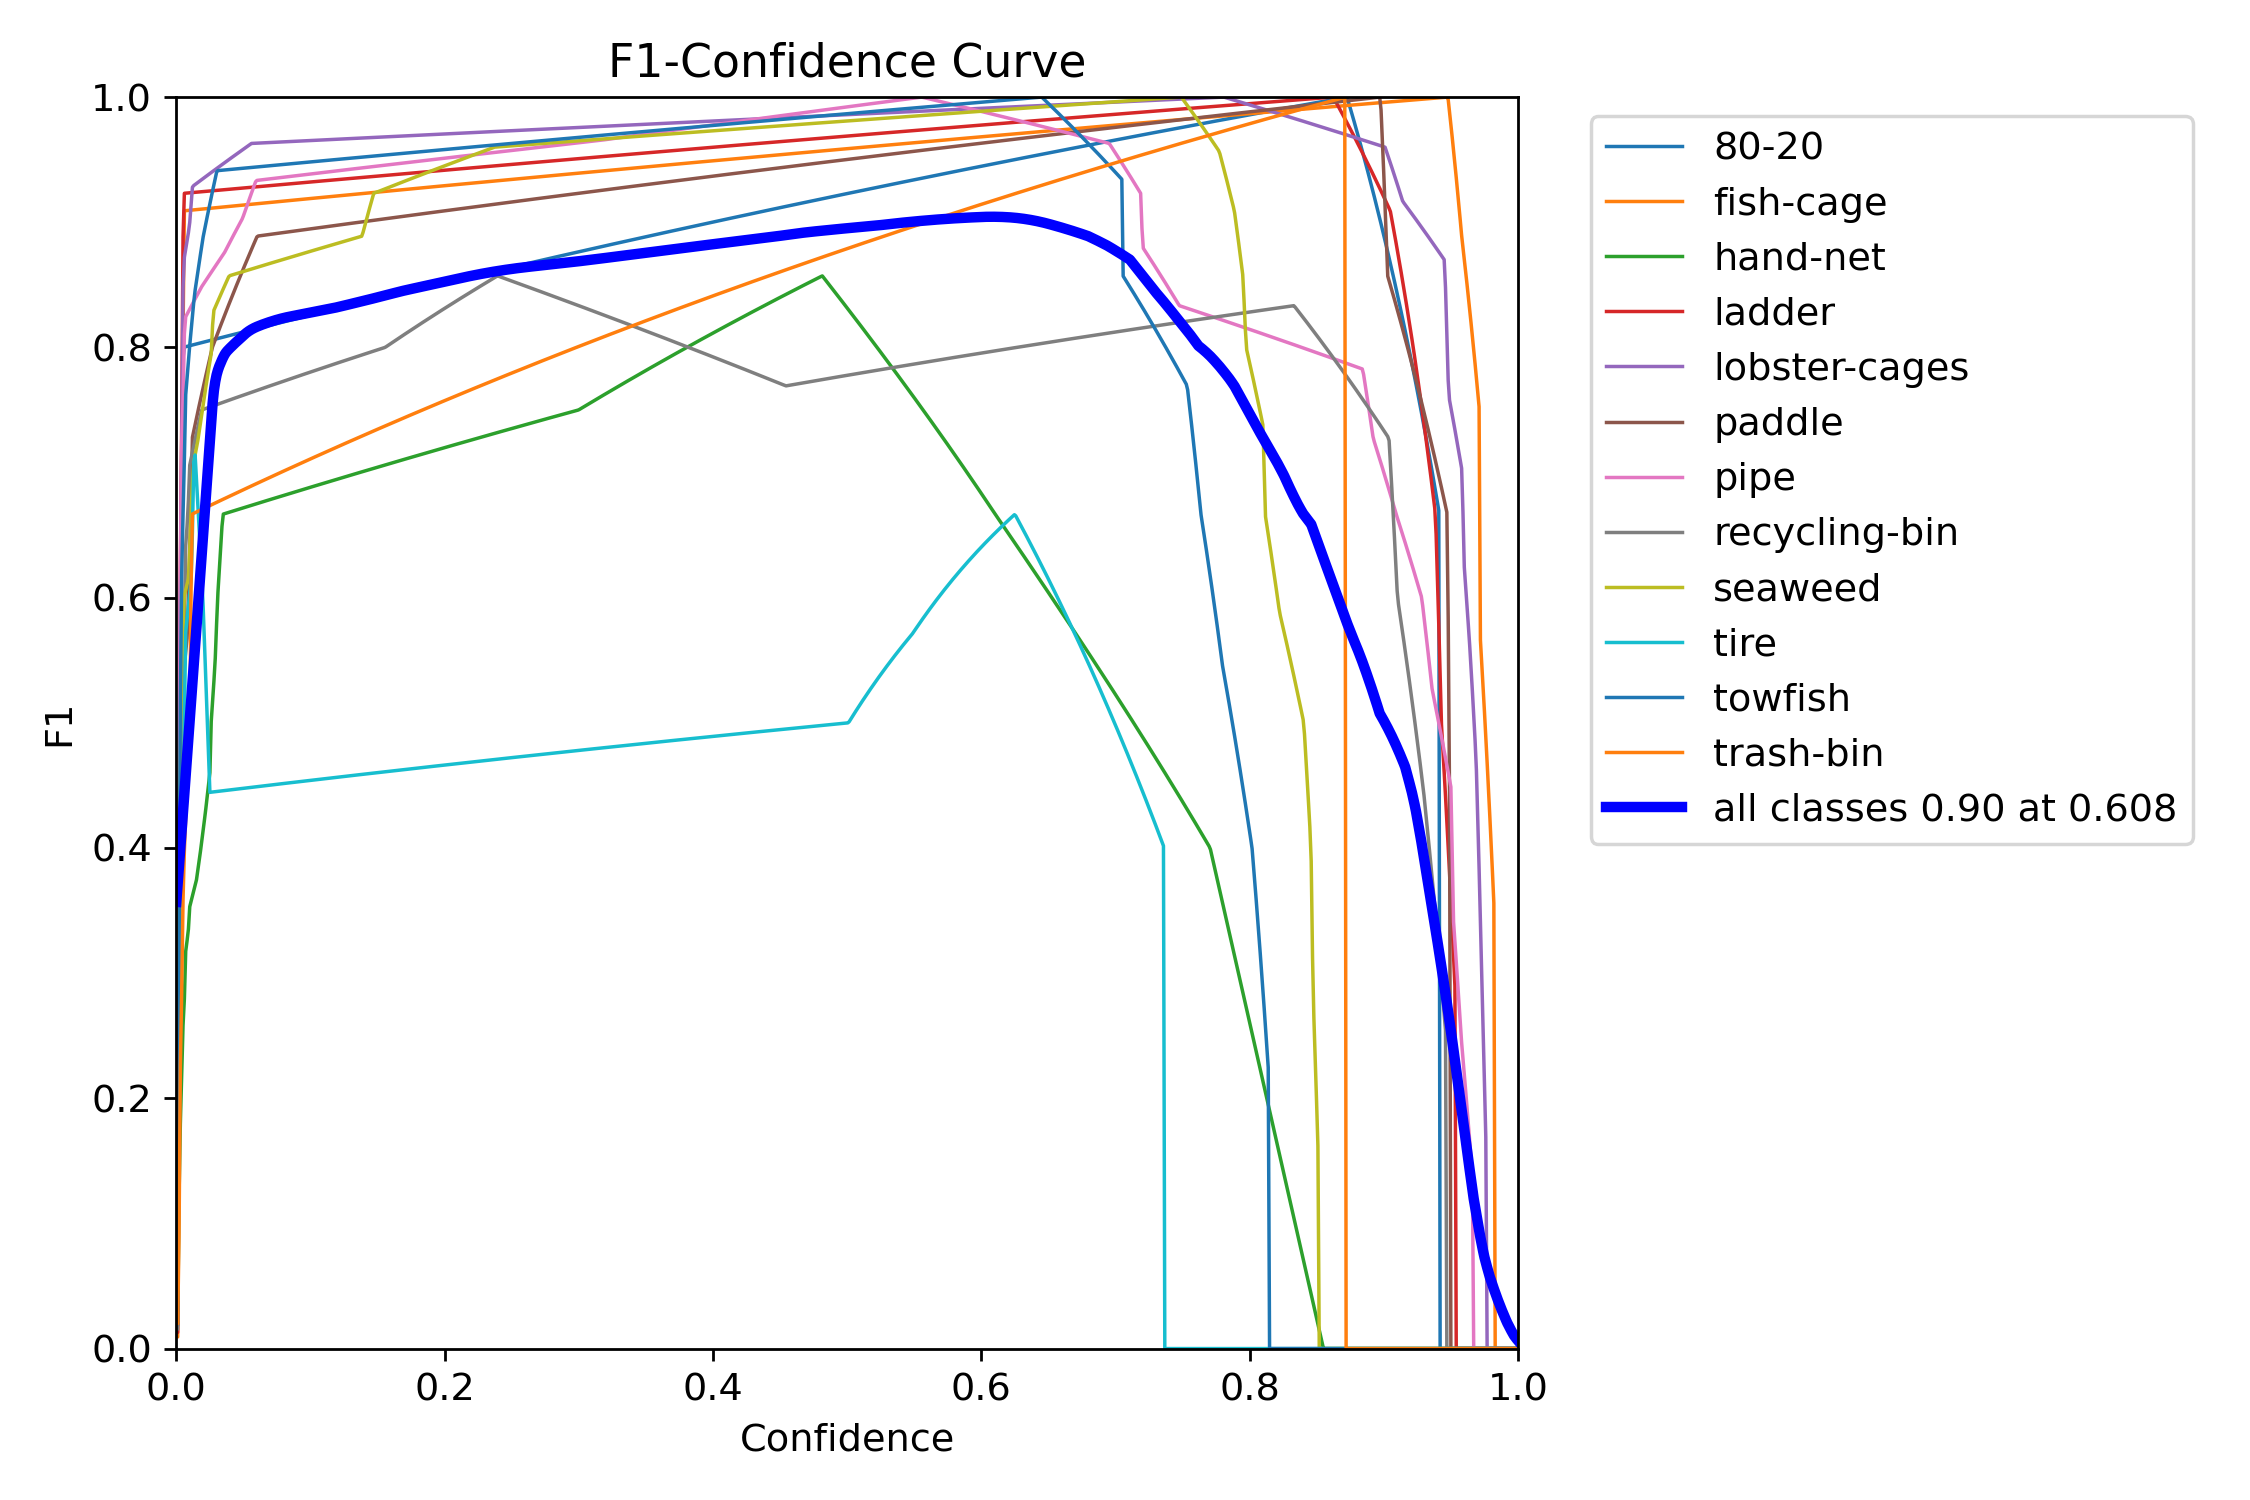 F1-Confidence Curve
1.0
0.8
0.6
0.4
0.2
0.0
F1
0.0 0.2 0.4 0.6 0.8 1.0
Confidence
80-20
fish-cage
hand-net
ladder
lobster-cages
paddle
pipe
recycling-bin
seaweed
tire
towfish
trash-bin
all classes 0.90 at 0.608